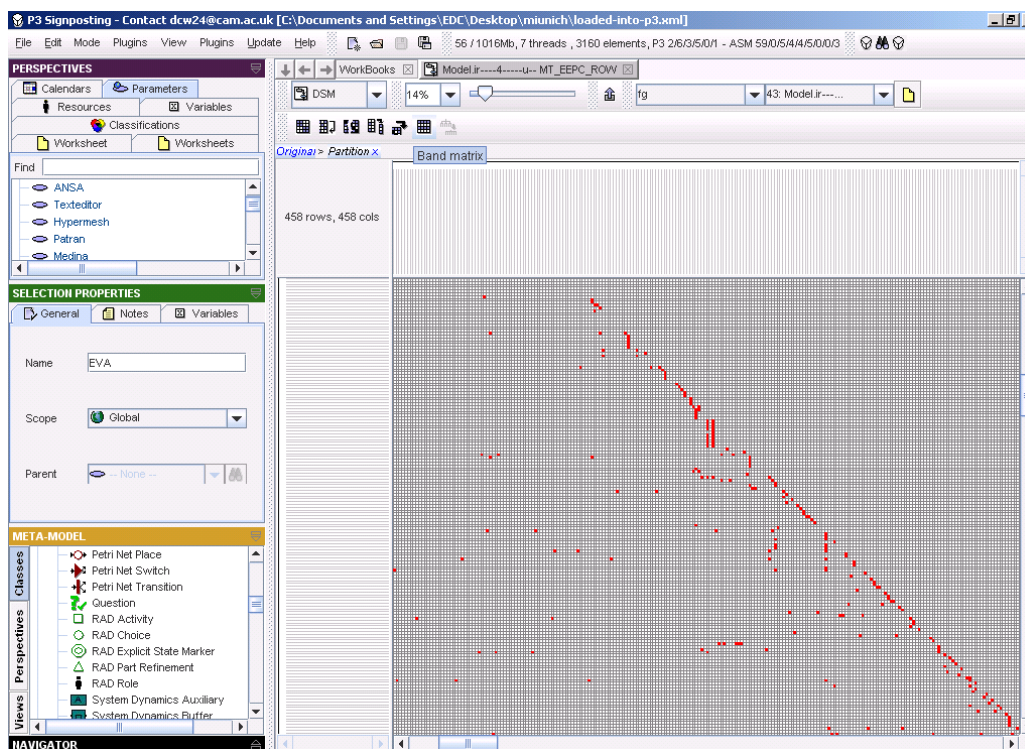 P3 Signposting - Contact dcw24@cam.ac.uk [C:\Documents and Settings\EDC\Desktop\miunich\loaded-into-p3.xml]
File Edit Mode Plugins View Plugins Update Help 56 / 1016Mb, 7 threads , 3160 elements, P3 2/6/3/5/0/1 - ASM 59/0/5/4/4/5/0/0/3
PERSPECTIVES
WorkBooks
Model.ir----4-----u-- MT_EEPC_ROW
Calendars Parameters
DSM 14% fg 43: Model.ir---...
Resources Variables
Classifications
Worksheet Worksheets
Original > Partition x
Band matrix
Find
ANSA
Texteditor
Hypermesh
Patran
Medina
458 rows, 458 cols
SELECTION PROPERTIES
General Notes Variables
Name EVA
Scope Global
Parent -- None --
META-MODEL
Classes
Perspectives
Views
Petri Net Place
Petri Net Switch
Petri Net Transition
Question
RAD Activity
RAD Choice
RAD Explicit State Marker
RAD Part Refinement
RAD Role
System Dynamics Auxiliary
System Dynamics Buffer
NAVIGATOR